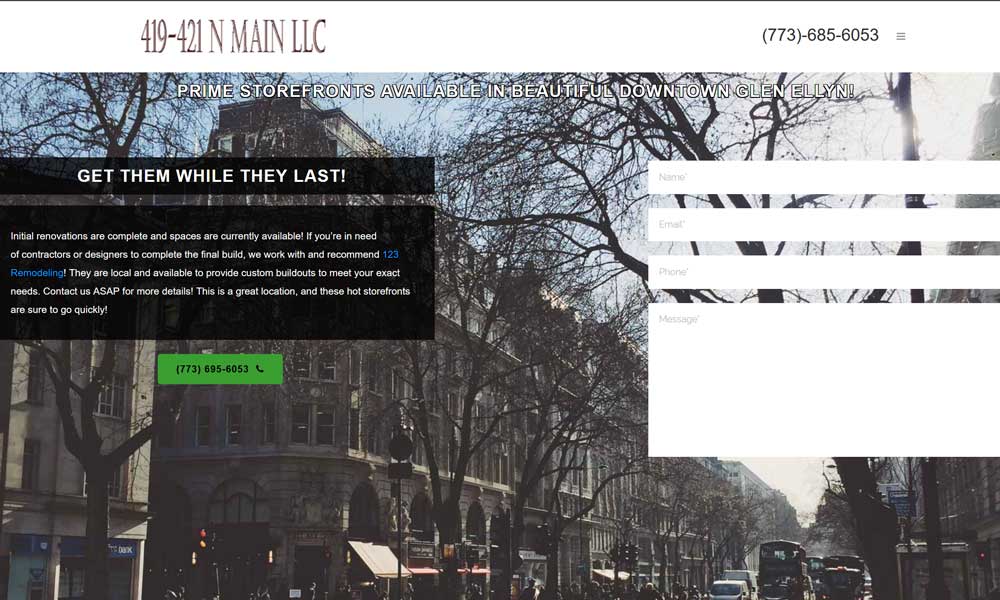 419-421 N MAIN LLC
(773)-685-6053
PRIME STOREFRONTS AVAILABLE IN BEAUTIFUL DOWNTOWN GLEN ELLYN!
GET THEM WHILE THEY LAST!
Initial renovations are complete and spaces are currently available! If you're in need
of contractors or designers to complete the final build, we work with and recommend 123
Remodeling! They are local and available to provide custom buildouts to meet your exact
needs. Contact us ASAP for more details! This is a great location, and these hot storefronts
are sure to go quickly!
(773) 695-6053
Name*
Email*
Phone*
Message*
bank